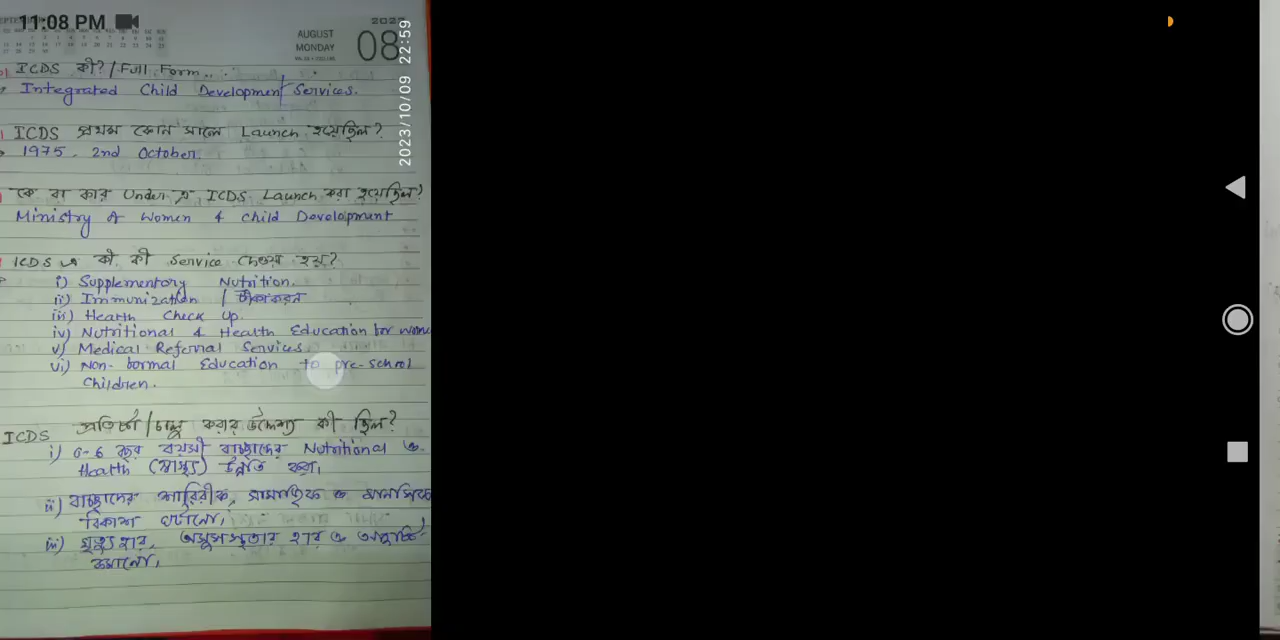 11:08 PM
AUGUST
MONDAY
08
2023/10/09 22:59
ICDS কী? / Full Form...
Integrated Child Development Services.
ICDS প্রথম কোন সালে Launch হয়েছিল?
1975, 2nd October.
কে বা কার Under এ ICDS Launch করা হয়েছিল?
Ministry of Women & Child Development
ICDS এ কী কী Service দেওয়া হয়?
i) Supplementory Nutrition.
ii) Immunization / টীকাকরন
iii) Health Check Up.
iv) Nutritional & Health Education for wome
v) Medical Referral Services.
vi) Non-formal Education to pre-school
Children.
ICDS প্রতিষ্ঠা / চালু করার উদ্দেশ্য কী ছিল?
i) 0-6 বছর বয়সী বাচ্চাদের Nutritional ও
Health (স্বাস্থ্য) উন্নতি করা।
ii) বাচ্চাদের শারিরীক, সামাজিক ও মানসিক
বিকাশ ঘটানো।
iii) মৃত্যুহার, অসুস্থতার হার ও অপুষ্টি
কমানো।